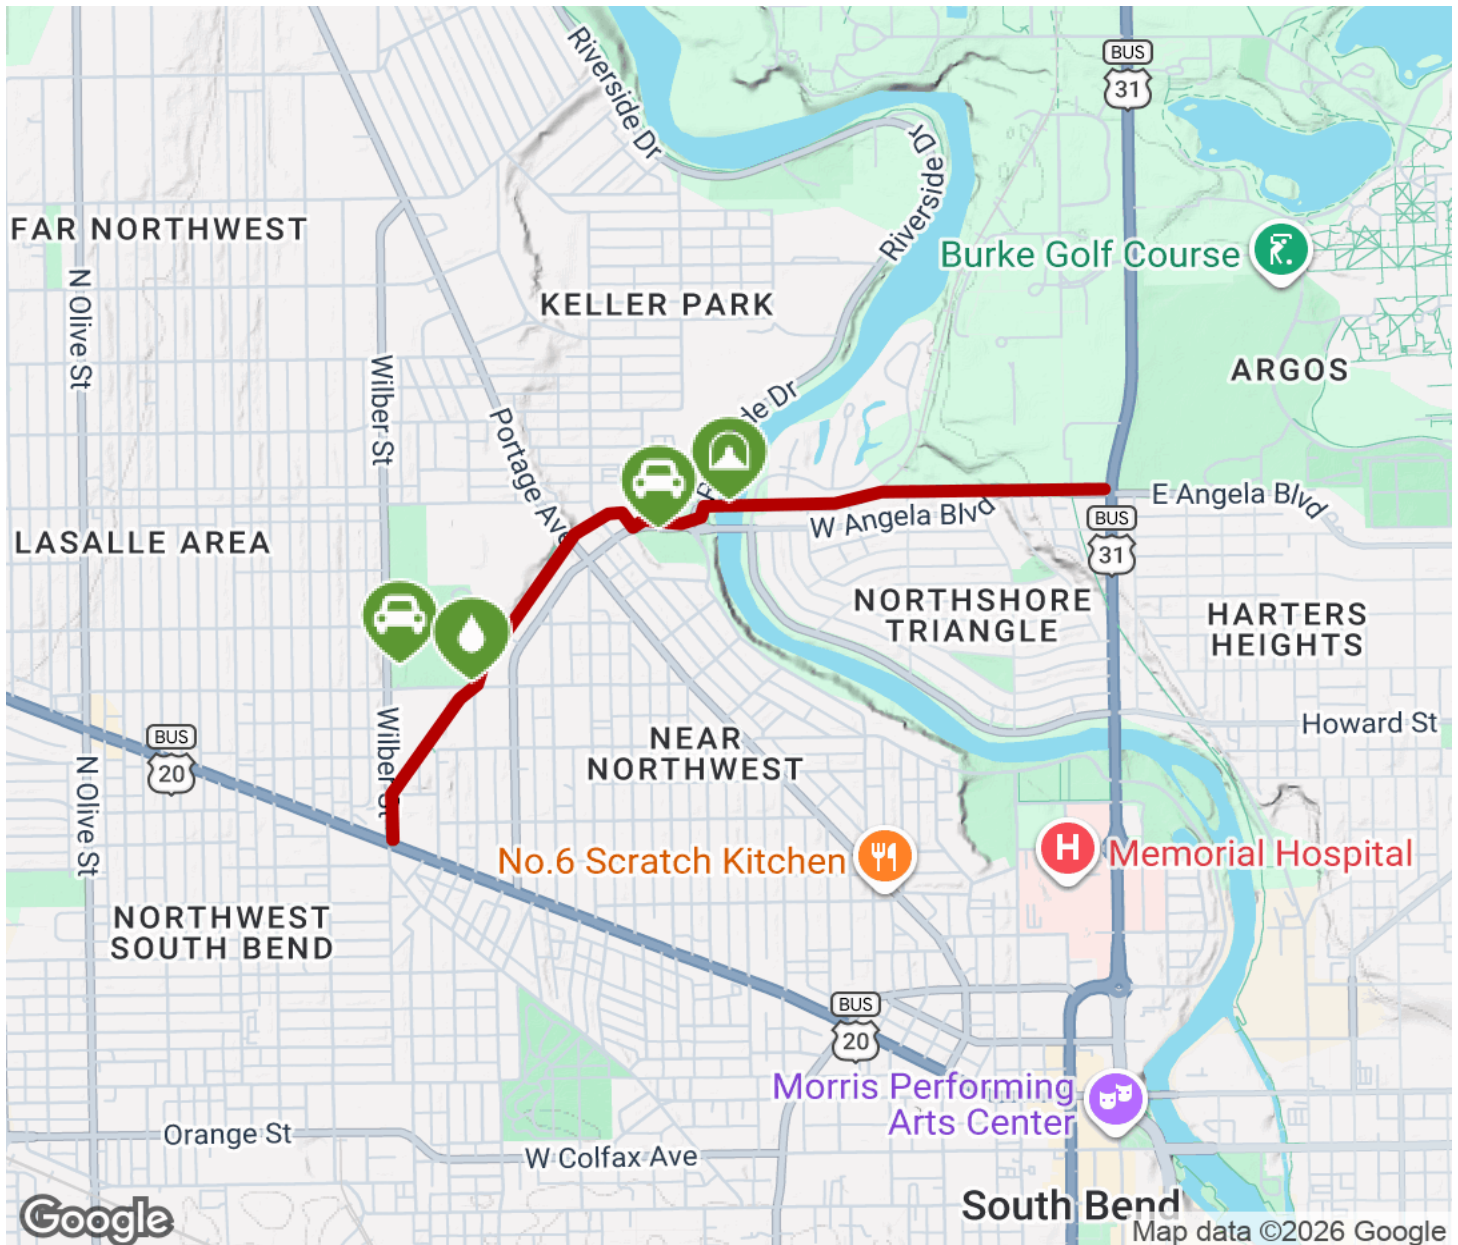 Riverside Dr
BUS
31
Riverside Dr
FAR NORTHWEST
Burke Golf Course
N Olive St
KELLER PARK
ARGOS
Wilber St
Portage Ave
de Dr
E Angela Blvd
W Angela Blvd
BUS
31
LASALLE AREA
NORTHSHORE
TRIANGLE
HARTERS
HEIGHTS
Wilber St
Howard St
BUS
20
NEAR
NORTHWEST
N Olive St
No.6 Scratch Kitchen
H
Memorial Hospital
NORTHWEST
SOUTH BEND
BUS
20
Morris Performing
Arts Center
Orange St
W Colfax Ave
South Bend
Google
Map data ©2026 Google